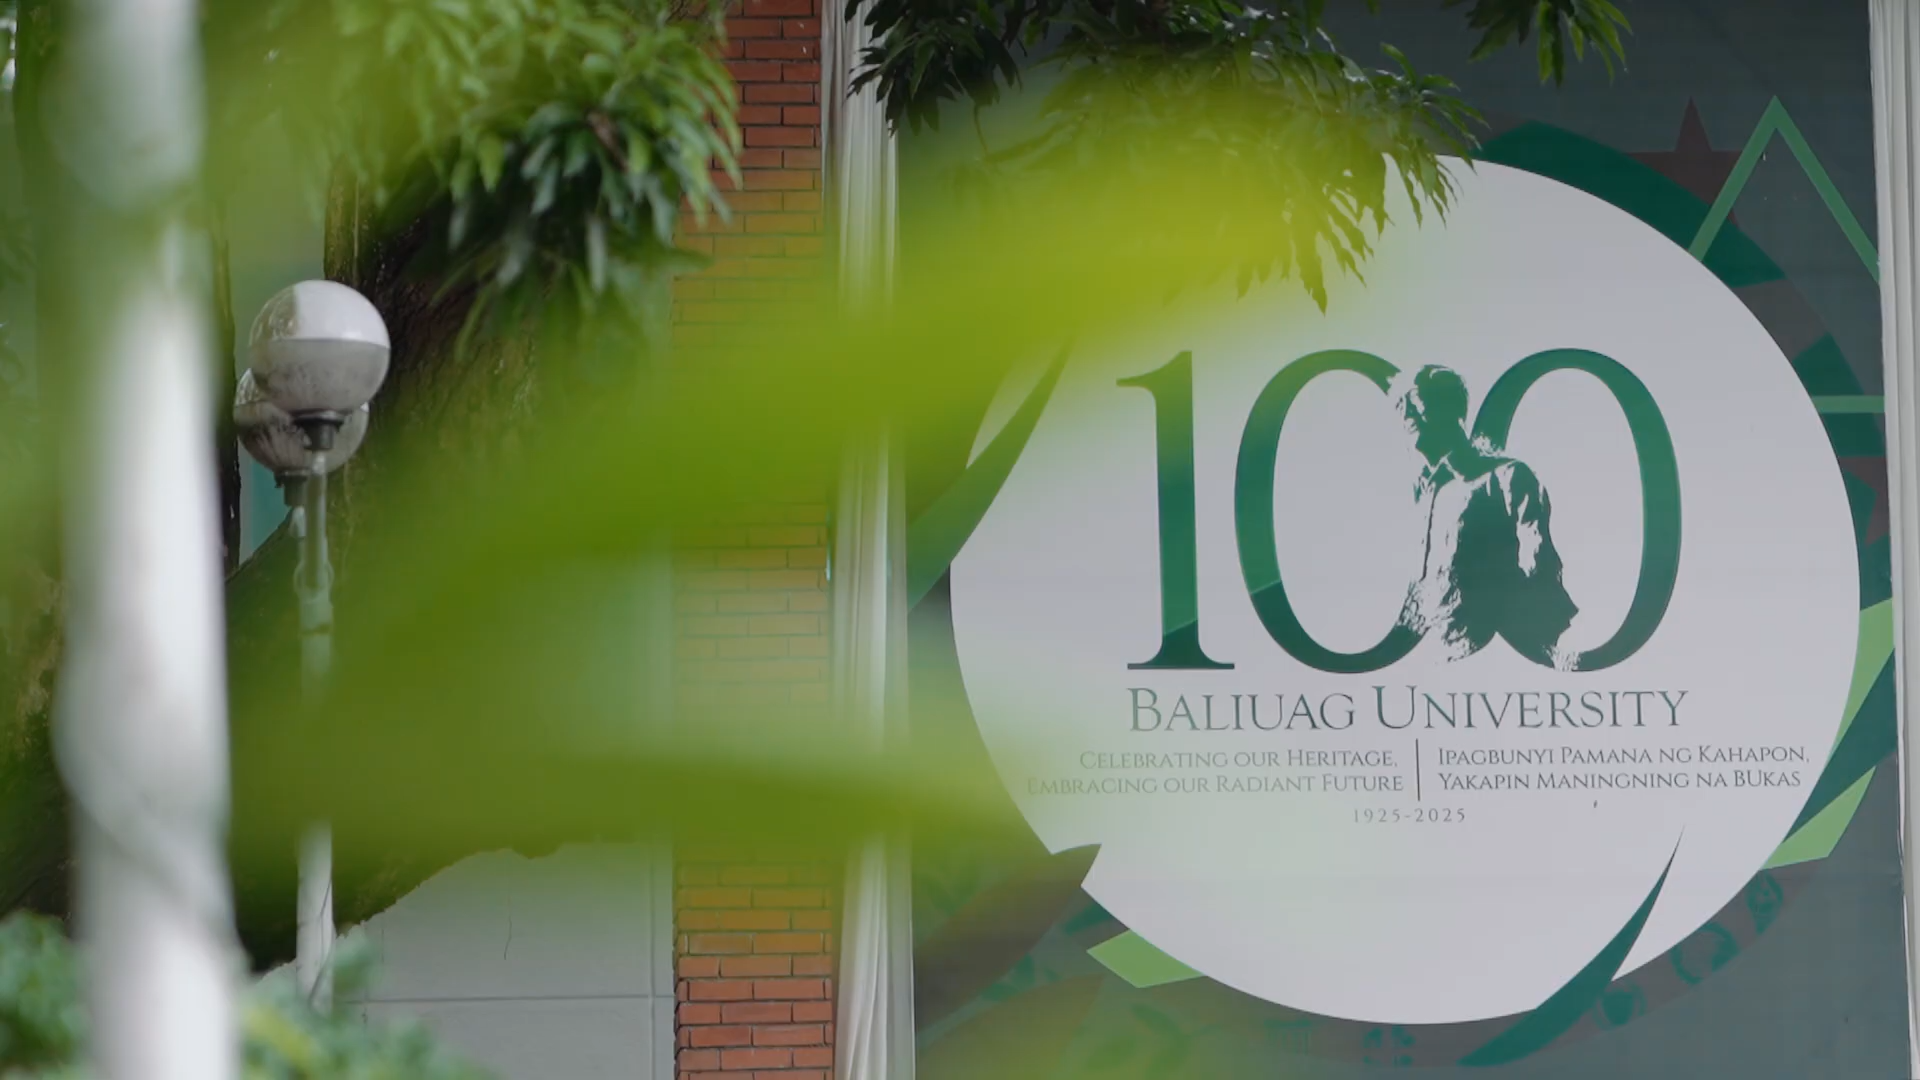 100
BALIUAG UNIVERSITY
CELEBRATING OUR HERITAGE,
EMBRACING OUR RADIANT FUTURE
IPAGBUNYI PAMANA NG KAHAPON,
YAKAPIN MANINGNING NA BUKAS
1925-2025